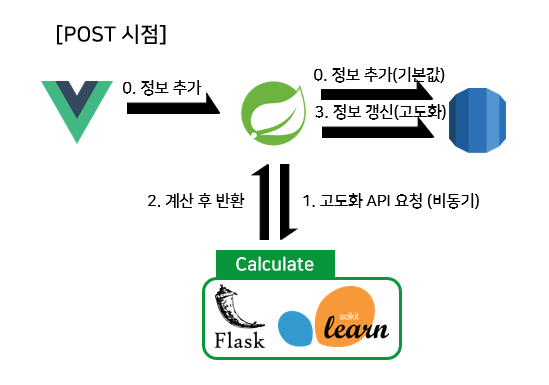 [POST 시점]
0. 정보 추가
0. 정보 추가(기본값)
3. 정보 갱신(고도화)
2. 계산 후 반환
1. 고도화 API 요청 (비동기)
Calculate
Flask
scikit
learn